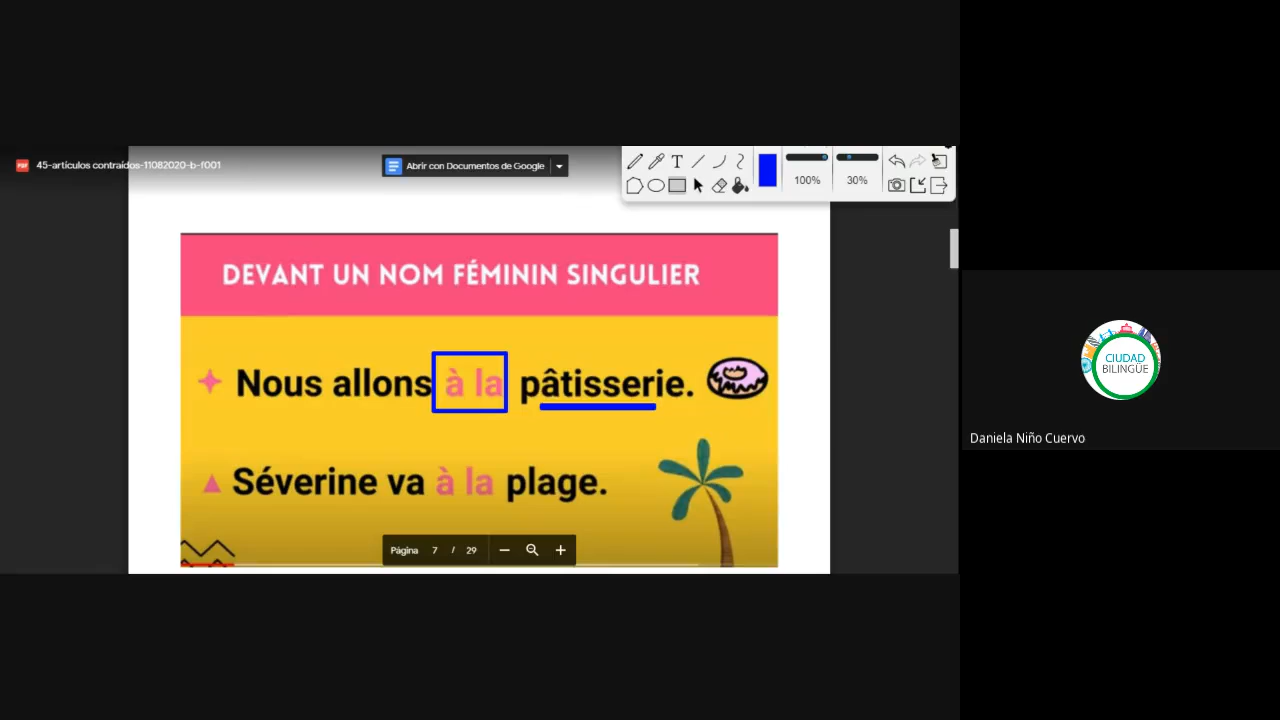 45-artículos contraídos-11082020-b-f001
Abrir con Documentos de Google
T
100%
30%
DEVANT UN NOM FÉMININ SINGULIER
Nous allons à la pâtisserie.
Séverine va à la plage.
Página 7 / 29
CIUDAD
BILINGÜE
Daniela Niño Cuervo